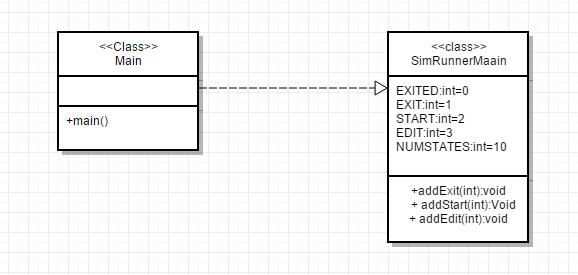 <<Class>>
Main
+main()
<<class>>
SimRunnerMaain
EXITED:int=0
EXIT:int=1
START:int=2
EDIT:int=3
NUMSTATES:int=10
+addExit(int):void
+ addStart(int):Void
+ addEdit(int):void